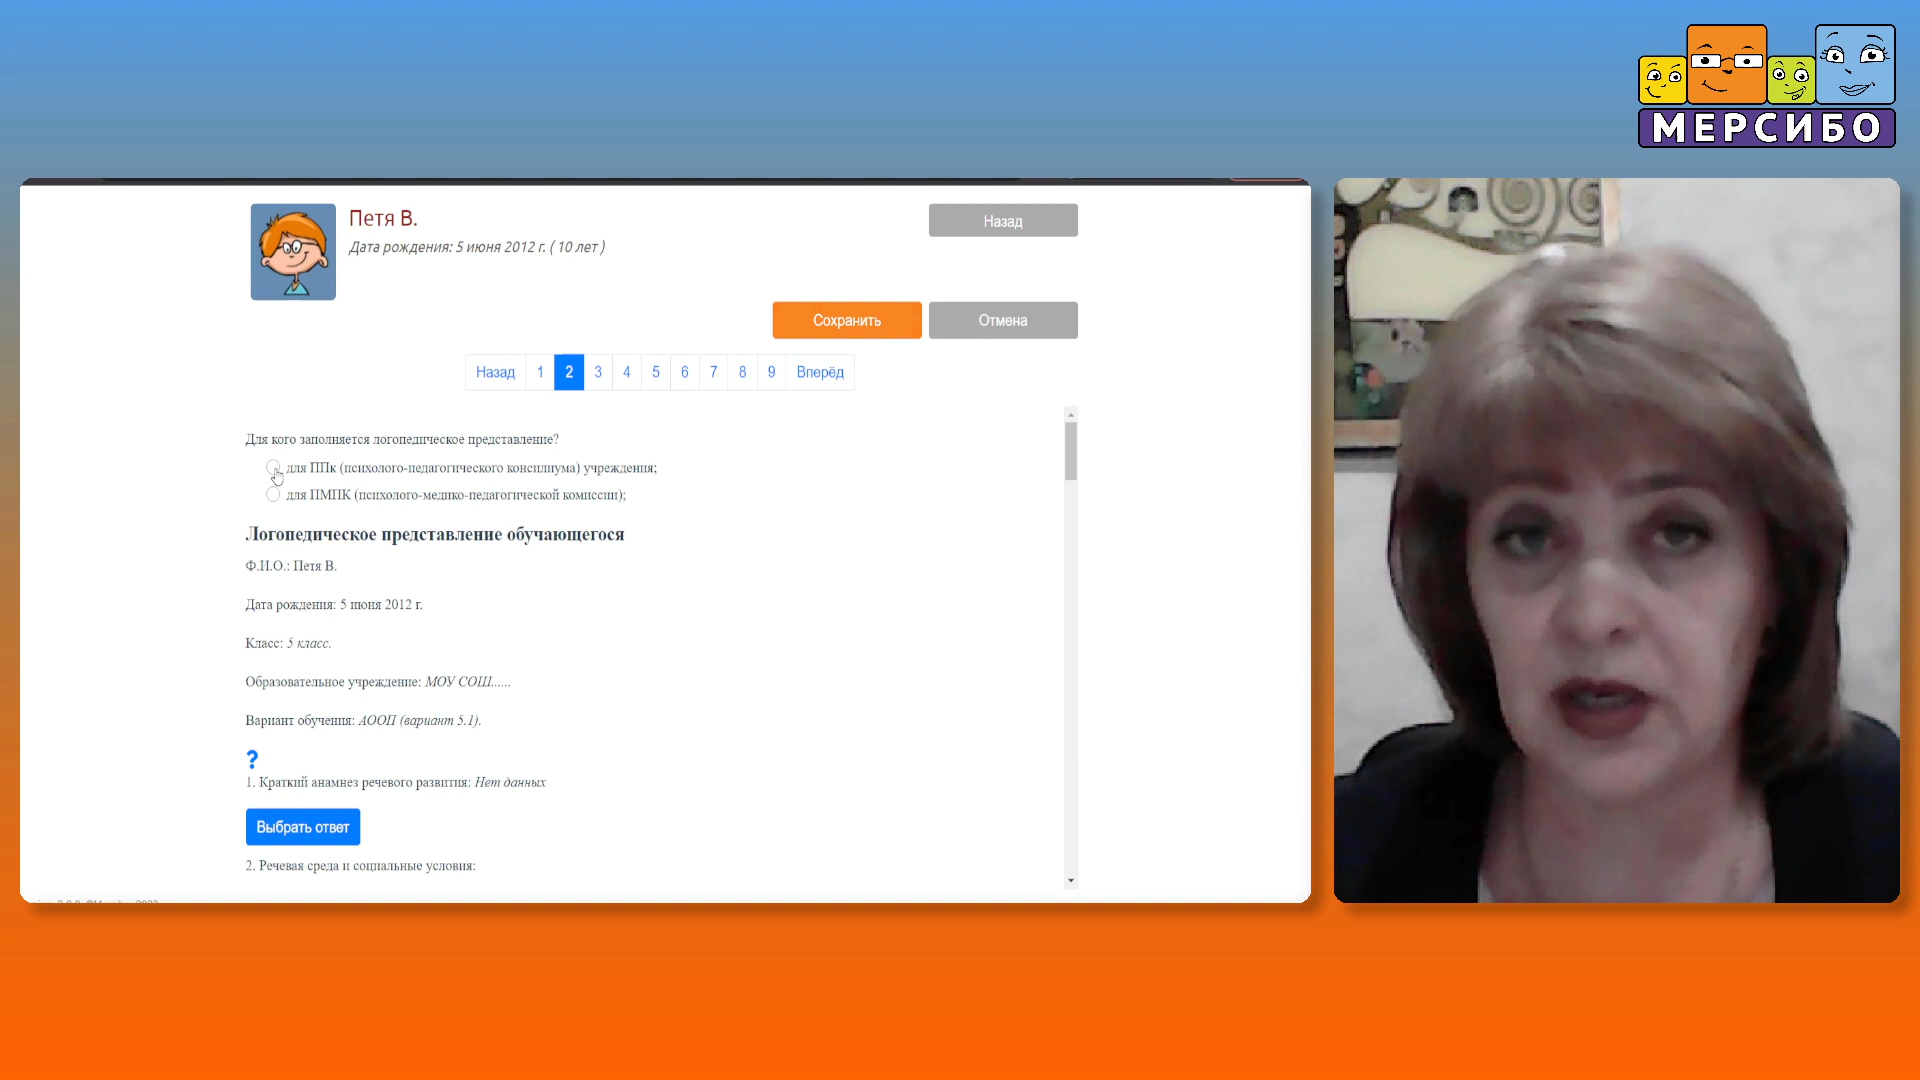 МЕРСИБО
Петя В.
Дата рождения: 5 июня 2012 г. ( 10 лет )
Назад
Сохранить
Отмена
Назад 1 2 3 4 5 6 7 8 9 Вперёд
Для кого заполняется логопедическое представление?
для ППк (психолого-педагогического консилиума) учреждения;
для ПМПК (психолого-медико-педагогической комиссии);
Логопедическое представление обучающегося
Ф.И.О.: Петя В.
Дата рождения: 5 июня 2012 г.
Класс: 5 класс.
Образовательное учреждение: МОУ СОШ......
Вариант обучения: АООП (вариант 5.1).
?
1. Краткий анамнез речевого развития: Нет данных
Выбрать ответ
2. Речевая среда и социальные условия: